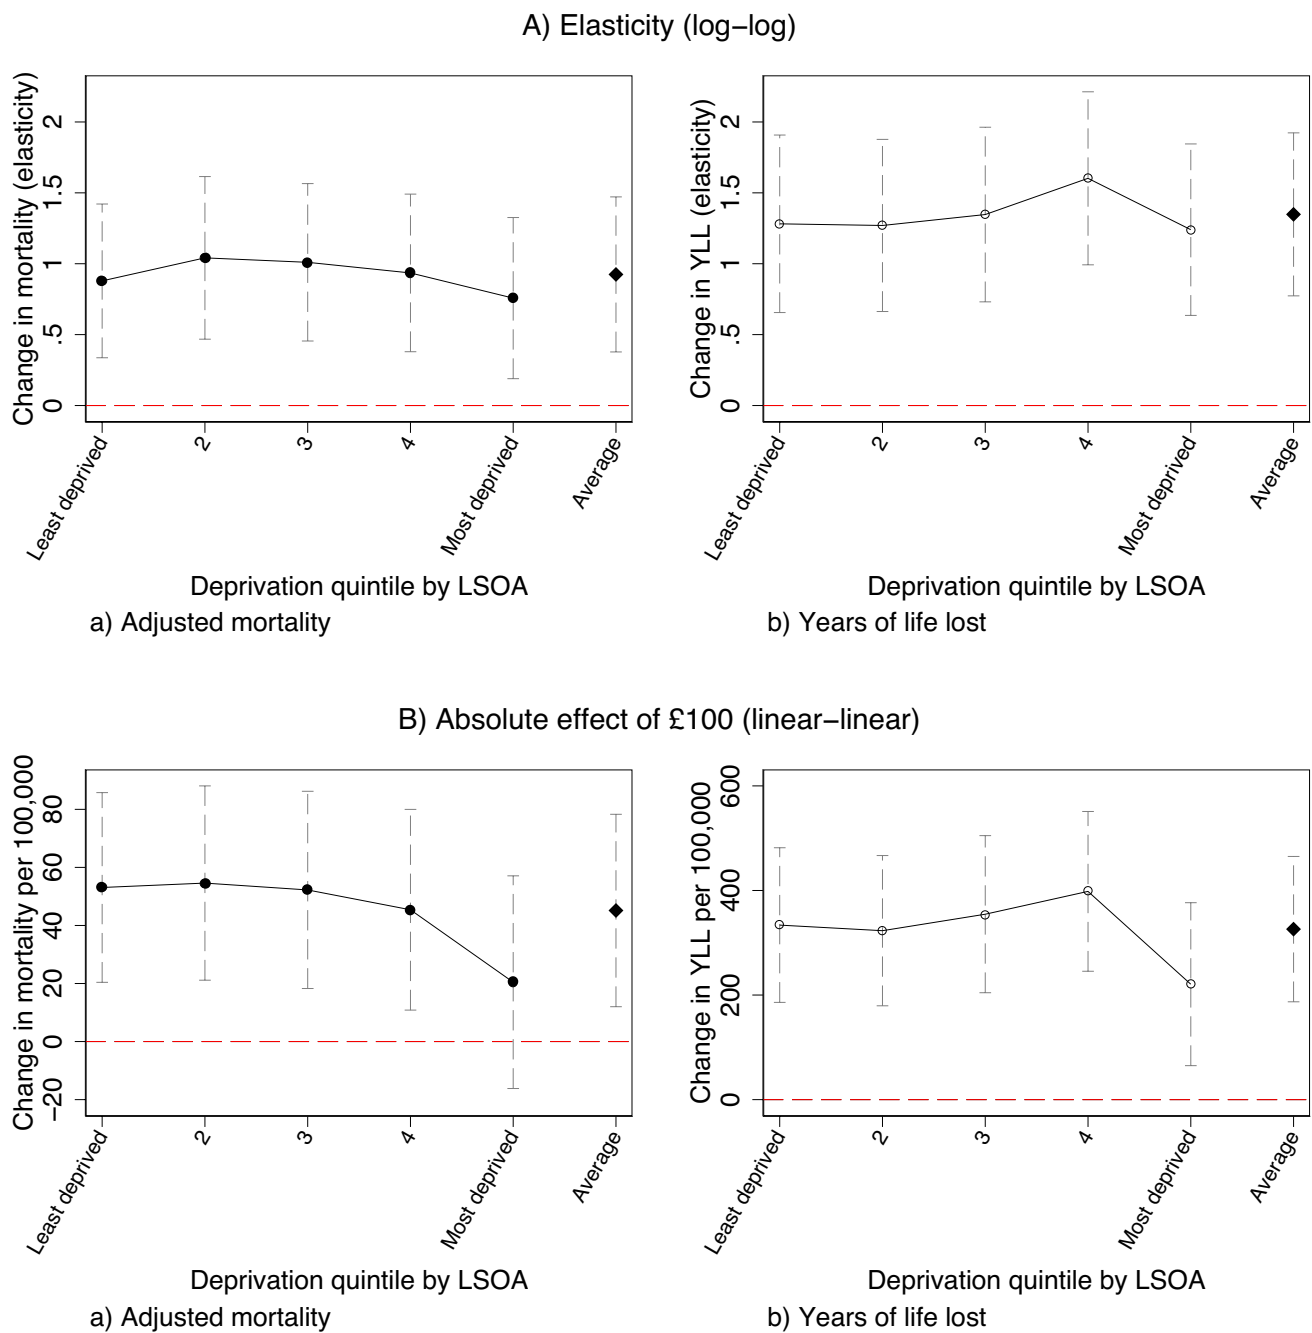 A) Elasticity (log−log)
Change in mortality (elasticity)
2
1.5
1
.5
0
Least deprived
2
3
4
Most deprived
Average
Deprivation quintile by LSOA
a) Adjusted mortality
Change in YLL (elasticity)
2
1.5
1
.5
0
Least deprived
2
3
4
Most deprived
Average
Deprivation quintile by LSOA
b) Years of life lost
B) Absolute effect of £100 (linear−linear)
Change in mortality per 100,000
80
60
40
20
0
−20
Least deprived
2
3
4
Most deprived
Average
Deprivation quintile by LSOA
a) Adjusted mortality
Change in YLL per 100,000
600
400
200
0
Least deprived
2
3
4
Most deprived
Average
Deprivation quintile by LSOA
b) Years of life lost